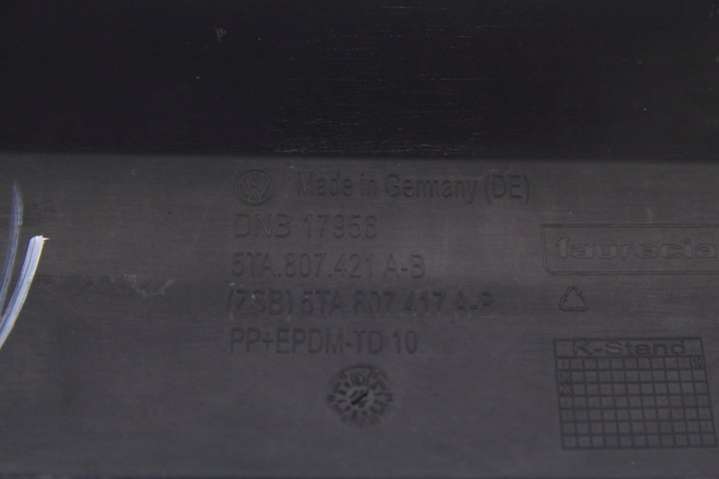 VW Made in Germany (DE)
DNB 17958
5TA.807.421 A-B
faurecia
(ZSB) 5TA 807 417 A-B
PP+EPDM-TD 10
K-Stand